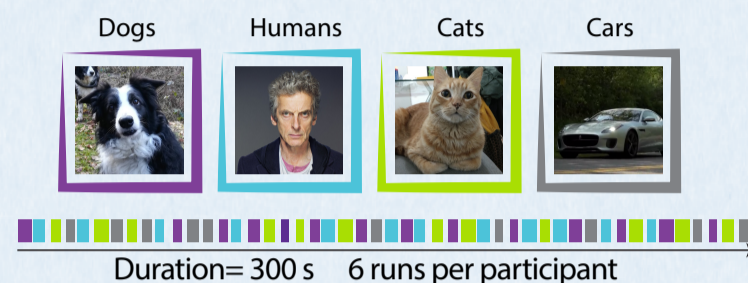 Dogs Humans Cats Cars
Duration= 300 s 6 runs per participant